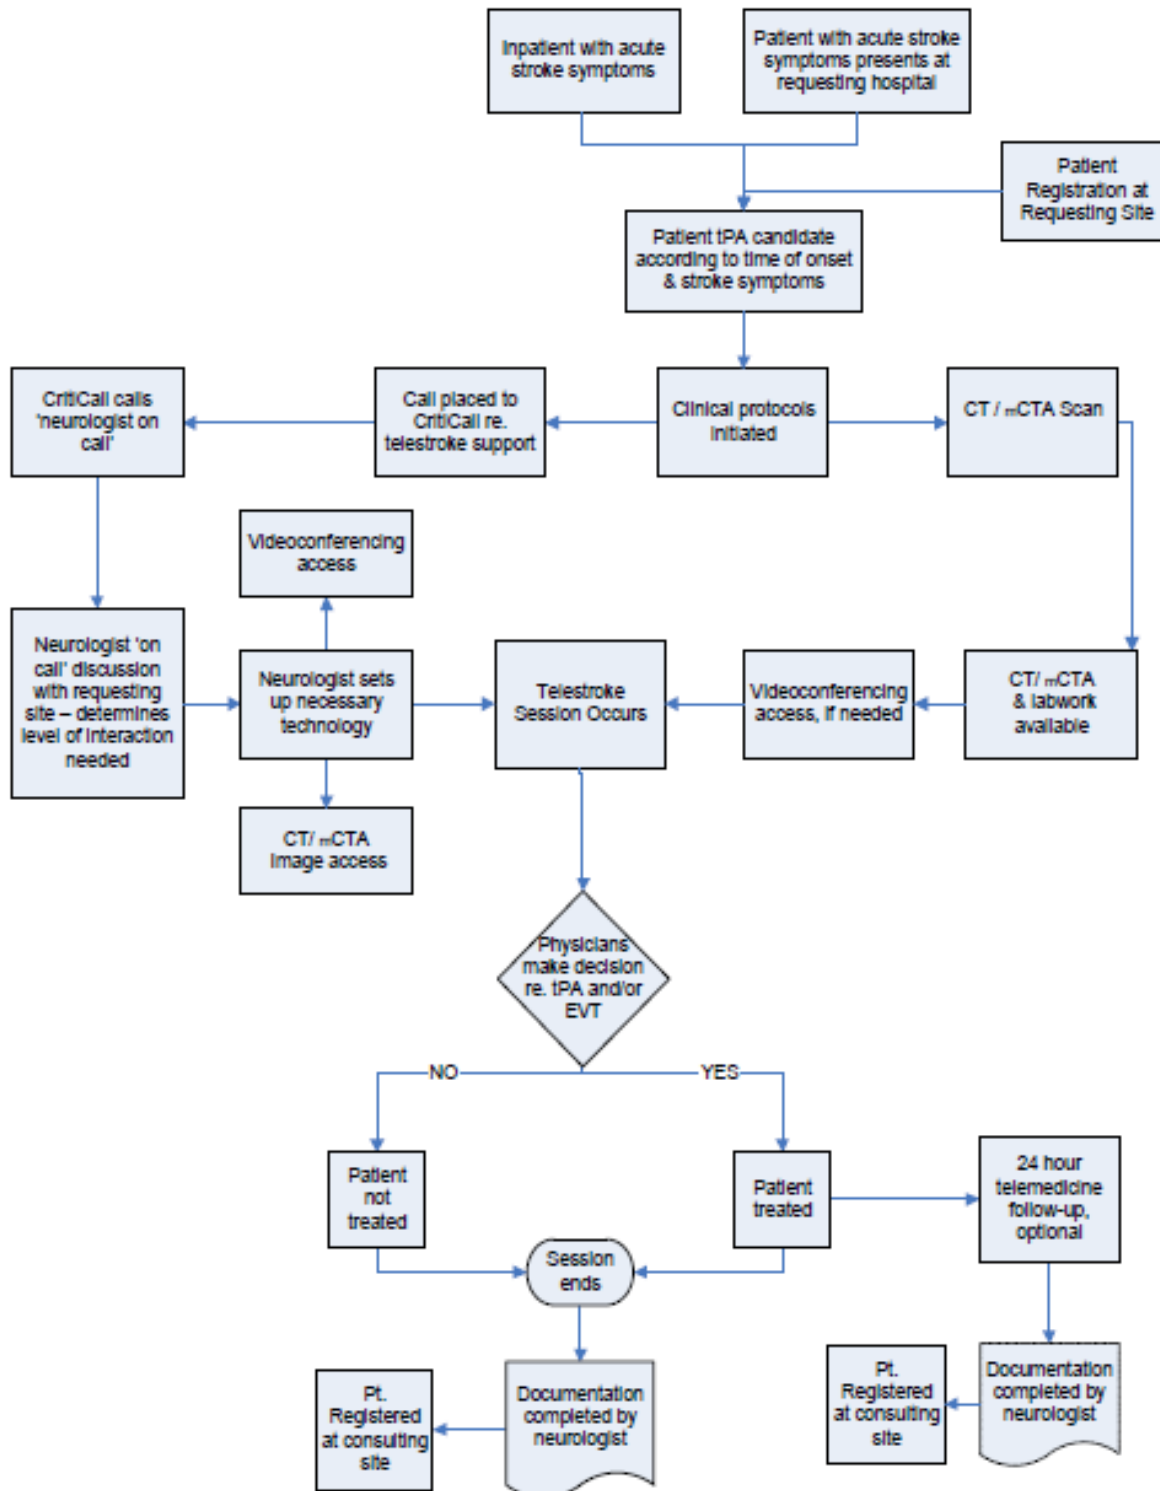 Inpatient with acute
stroke symptoms
Patient with acute stroke
symptoms presents at
requesting hospital
Patient
Registration at
Requesting Site
Patient tPA candidate
according to time of onset
& stroke symptoms
CritiCall calls
'neurologist on
call'
Call placed to
CritiCall re.
telestroke support
Clinical protocols
initiated
CT / mCTA Scan
Videoconferencing
access
Neurologist 'on
call' discussion
with requesting
site – determines
level of interaction
needed
Neurologist sets
up necessary
technology
Telestroke
Session Occurs
Videoconferencing
access, if needed
CT/ mCTA
& labwork
available
CT/ mCTA
Image access
Physicians
make decision
re. tPA and/or
EVT
NO
YES
Patient
not
treated
Patient
treated
24 hour
telemedicine
follow-up,
optional
Session
ends
Pt.
Registered
at consulting
site
Documentation
completed by
neurologist
Pt.
Registered
at consulting
site
Documentation
completed by
neurologist